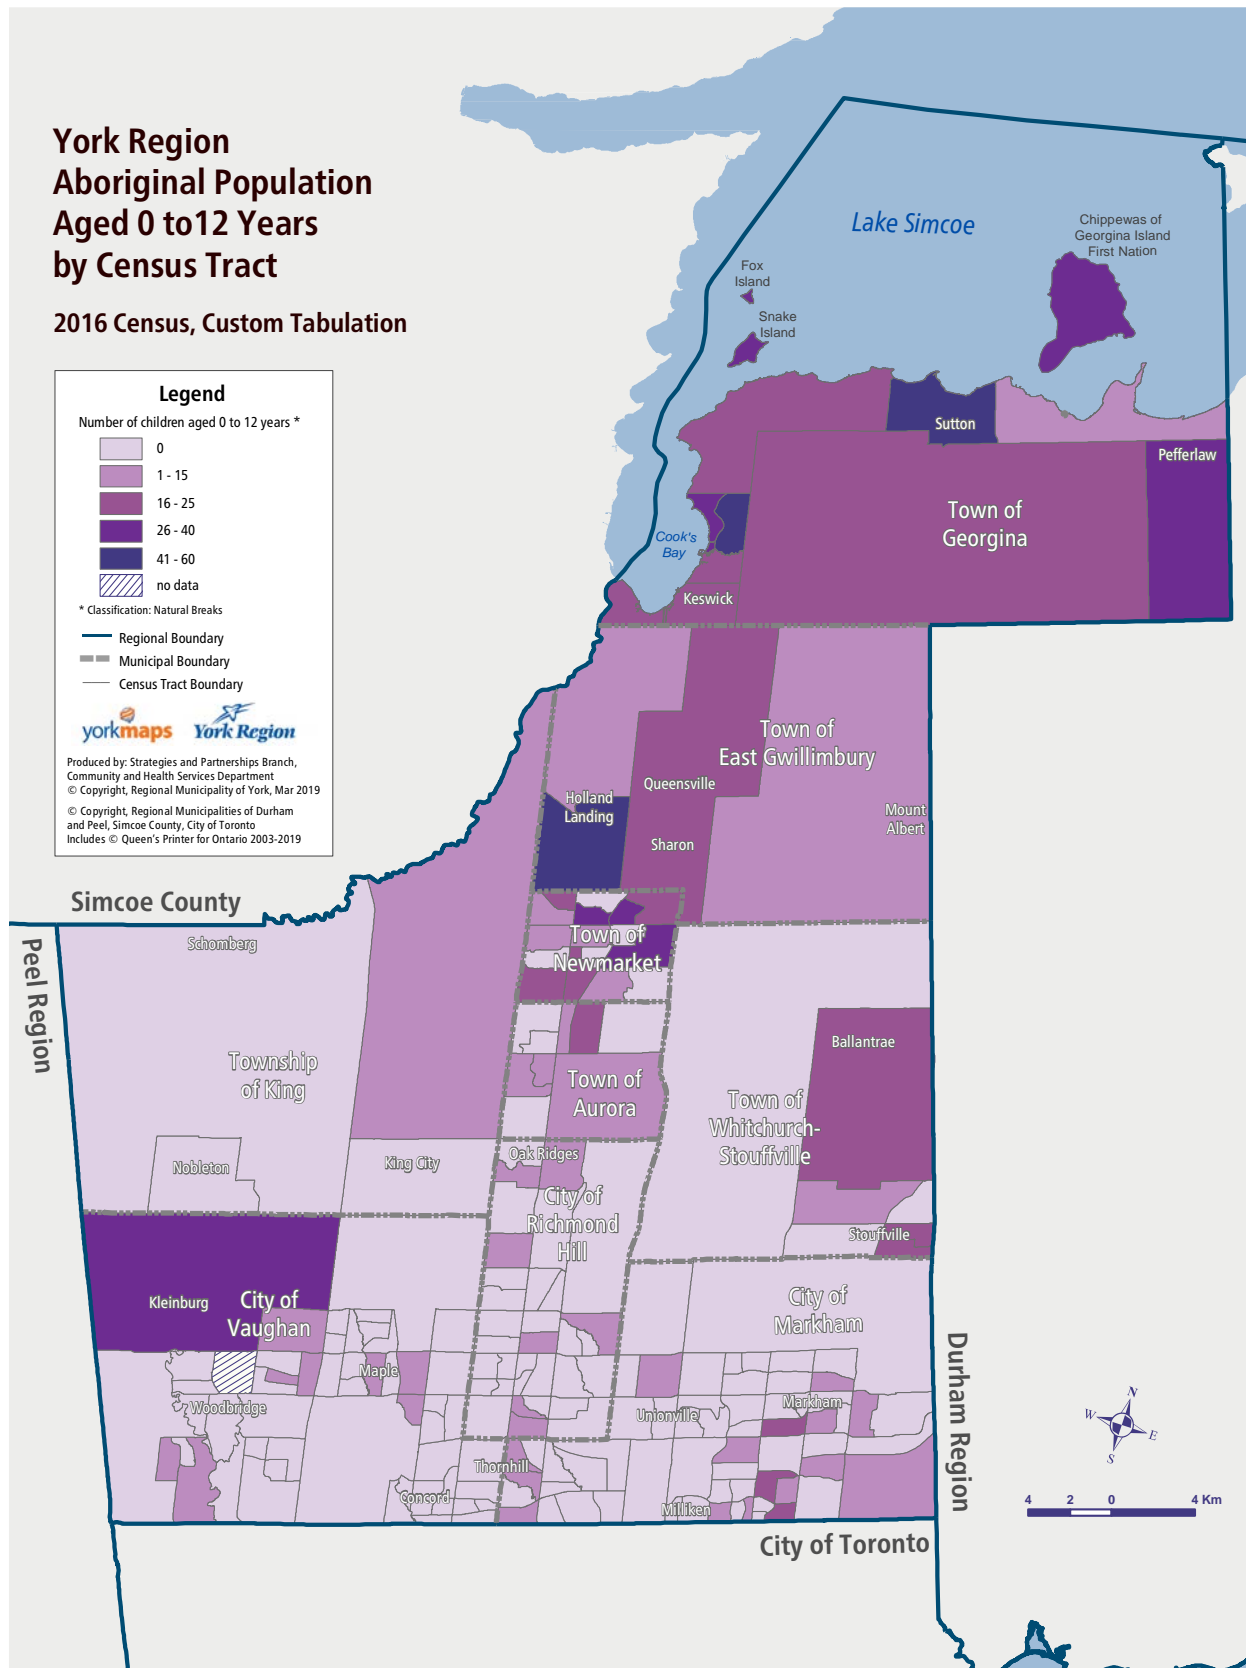 York Region
Aboriginal Population
Aged 0 to12 Years
by Census Tract
2016 Census, Custom Tabulation
Legend
Number of children aged 0 to 12 years *
0
1 - 15
16 - 25
26 - 40
41 - 60
no data
* Classification: Natural Breaks
Regional Boundary
Municipal Boundary
Census Tract Boundary
yorkmaps
York Region
Produced by: Strategies and Partnerships Branch,
Community and Health Services Department
© Copyright, Regional Municipality of York, Mar 2019
© Copyright, Regional Municipalities of Durham
and Peel, Simcoe County, City of Toronto
Includes © Queen's Printer for Ontario 2003-2019
Lake Simcoe
Chippewas of
Georgina Island
First Nation
Fox
Island
Snake
Island
Sutton
Pefferlaw
Town of
Georgina
Cook's
Bay
Keswick
Town of
East Gwillimbury
Queensville
Holland
Landing
Mount
Albert
Sharon
Simcoe County
Peel Region
Schomberg
Town of
Newmarket
Ballantrae
Township
of King
Town of
Aurora
Town of
Whitchurch-
Stouffville
Nobleton
King City
Oak Ridges
City of
Richmond
Hill
Stouffville
Kleinburg
City of
Vaughan
City of
Markham
Maple
Woodbridge
Unionville
Markham
Durham Region
Thornhill
Concord
Milliken
City of Toronto
N
W
E
S
4 2 0 4 Km